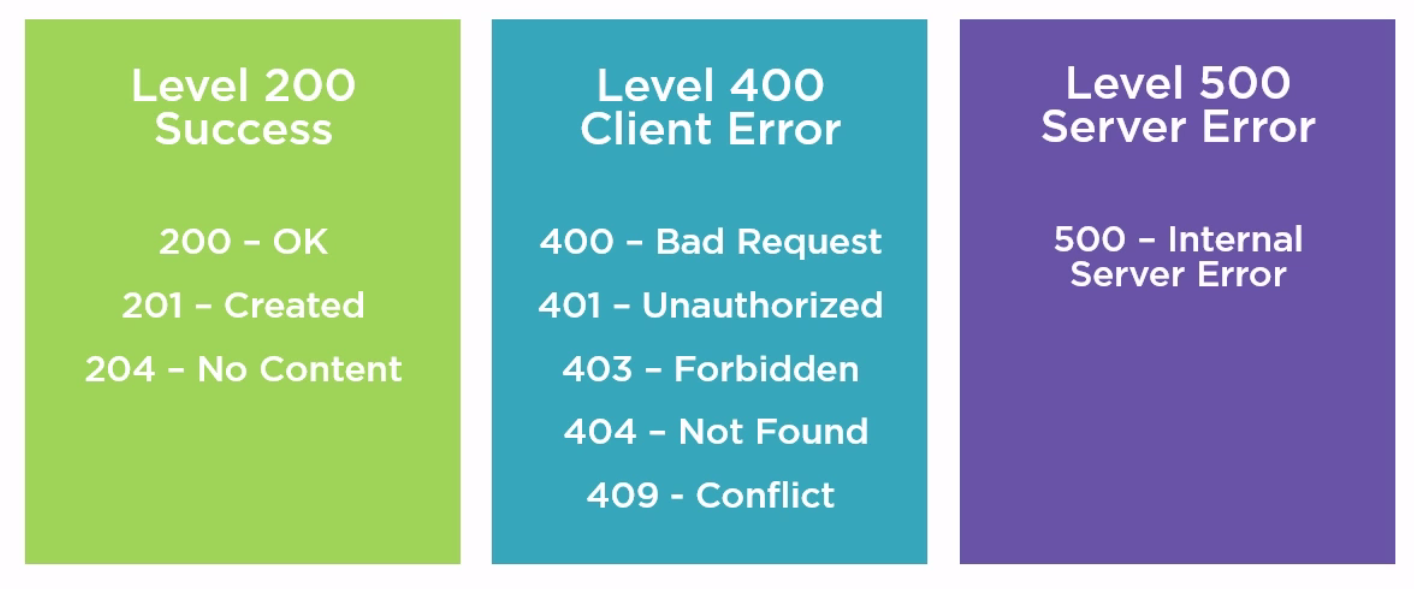 Level 200
Success
200 – OK
201 – Created
204 – No Content
Level 400
Client Error
400 – Bad Request
401 – Unauthorized
403 – Forbidden
404 – Not Found
409 - Conflict
Level 500
Server Error
500 – Internal
Server Error